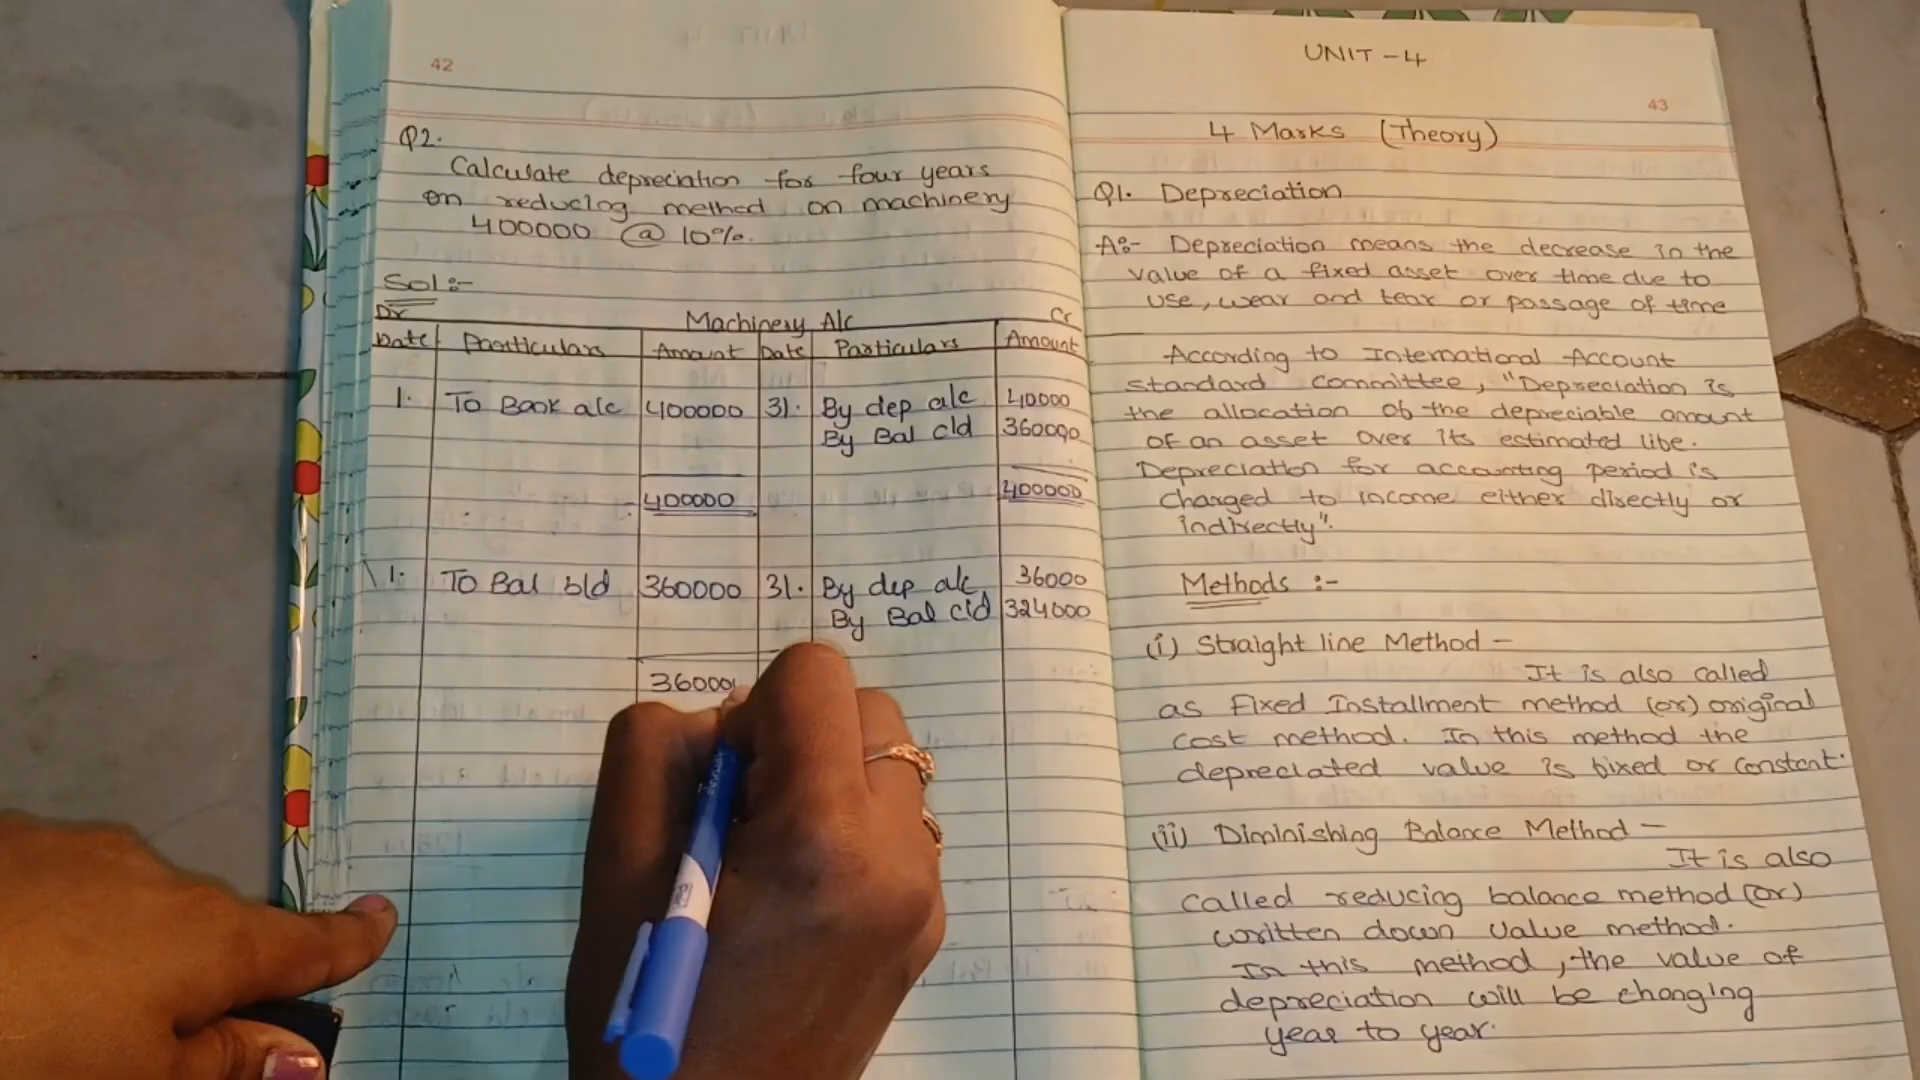 42
Q2.
Calculate depreciation for four years
on reducing method on machinery
400000 @ 10%.
Sol :-
Dr Machinery A/c Cr
Date Particulars Amount Date Particulars Amount
1. To Bank a/c 400000 31. By dep a/c 40000
By Bal c/d 360000
400000 400000
1. To Bal b/d 360000 31. By dep a/c 36000
By Bal c/d 324000
36000
UNIT - 4
43
4 Marks (Theory)
Q1. Depreciation
A:- Depreciation means the decrease in the
value of a fixed asset over time due to
use, wear and tear or passage of time
According to International Account
standard committee, "Depreciation is
the allocation of the depreciable amount
of an asset over its estimated life.
Depreciation for accounting period is
charged to income either directly or
indirectly".
Methods :-
(i) Straight line Method -
It is also called
as Fixed Installment method (or) original
cost method. In this method the
depreciated value is fixed or constant.
(ii) Diminishing Balance Method -
It is also
called reducing balance method (or)
written down value method.
In this method, the value of
depreciation will be changing
year to year.